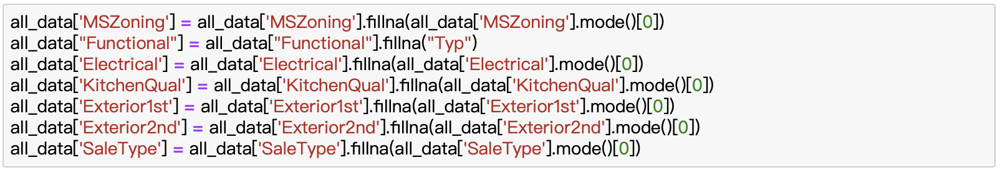 all_data['MSZoning'] = all_data['MSZoning'].fillna(all_data['MSZoning'].mode()[0])
all_data["Functional"] = all_data["Functional"].fillna("Typ")
all_data['Electrical'] = all_data['Electrical'].fillna(all_data['Electrical'].mode()[0])
all_data['KitchenQual'] = all_data['KitchenQual'].fillna(all_data['KitchenQual'].mode()[0])
all_data['Exterior1st'] = all_data['Exterior1st'].fillna(all_data['Exterior1st'].mode()[0])
all_data['Exterior2nd'] = all_data['Exterior2nd'].fillna(all_data['Exterior2nd'].mode()[0])
all_data['SaleType'] = all_data['SaleType'].fillna(all_data['SaleType'].mode()[0])